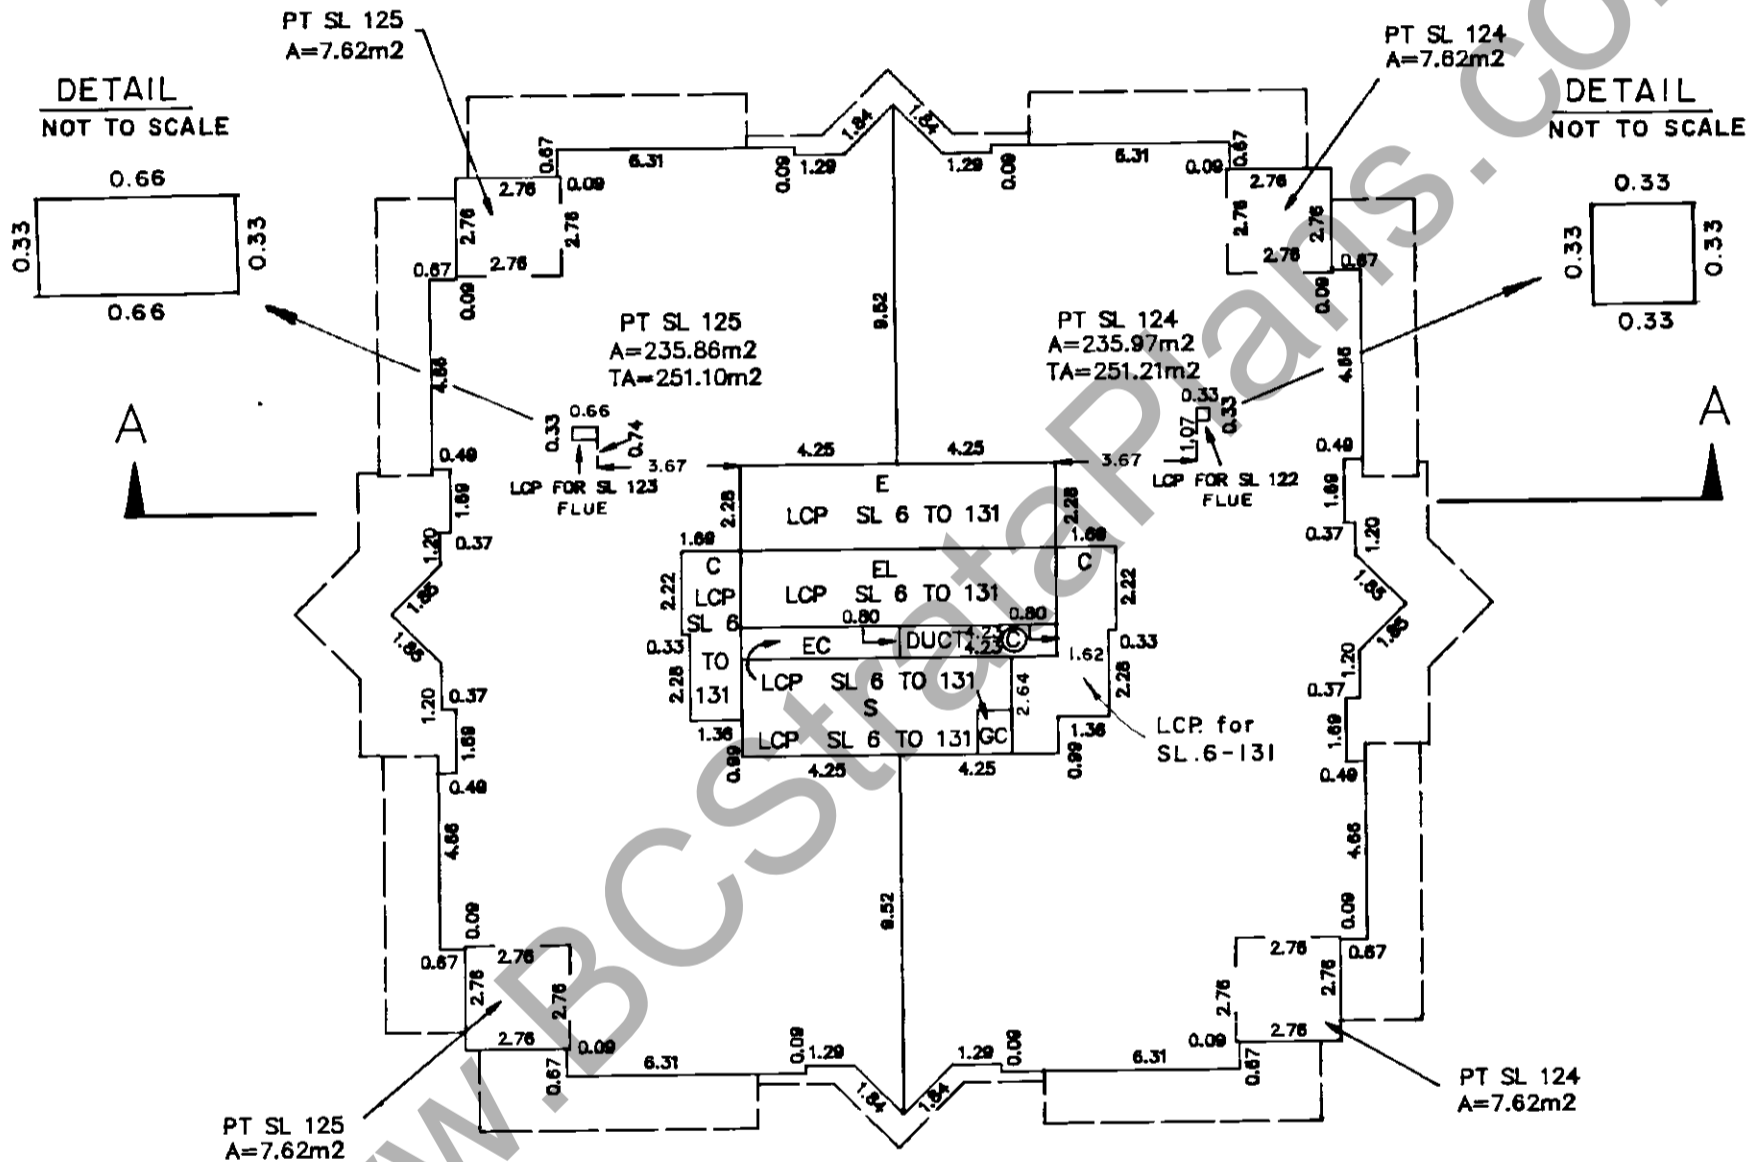 PT SL 125
A=7.62m2
PT SL 124
A=7.62m2
DETAIL
NOT TO SCALE
DETAIL
NOT TO SCALE
0.66
0.33
0.33
0.66
0.33
0.33
0.33
0.33
0.67
6.31
0.09
1.29
1.84
1.84
1.29
0.09
6.31
0.09
0.67
2.76
0.09
2.76
2.76
2.76
0.67
0.09
2.76
2.76
2.76
2.76
0.67
0.09
9.52
PT SL 125
A=235.86m2
TA=251.10m2
PT SL 124
A=235.97m2
TA=251.21m2
4.66
4.66
A
A
0.66
0.33
0.74
3.67
LCP FOR SL 123
FLUE
0.33
0.33
1.07
3.67
LCP FOR SL 122
FLUE
4.25
4.25
0.49
1.69
0.37
1.20
1.85
1.85
1.20
0.37
1.69
0.49
0.49
1.69
0.37
1.20
1.85
1.85
1.20
0.37
1.69
0.49
2.28
E
LCP SL 6 TO 131
2.28
1.69
1.69
C
LCP
SL 6
TO
131
2.22
EL
LCP SL 6 TO 131
C
2.22
0.80
0.80
0.33
EC
DUCT
4.23
4.23
C
0.33
1.62
2.28
LCP SL 6 TO 131
S
2.64
2.28
LCP SL 6 TO 131
GC
1.36
0.99
4.25
4.25
0.99
1.36
LCP. for
SL.6-131
4.66
4.66
9.52
0.09
0.67
2.76
2.76
2.76
2.76
0.09
0.67
6.31
0.09
1.29
1.84
1.84
1.29
0.09
6.31
0.09
0.67
2.76
2.76
2.76
2.76
0.09
0.67
PT SL 125
A=7.62m2
PT SL 124
A=7.62m2
www.BCStrataPlans.com